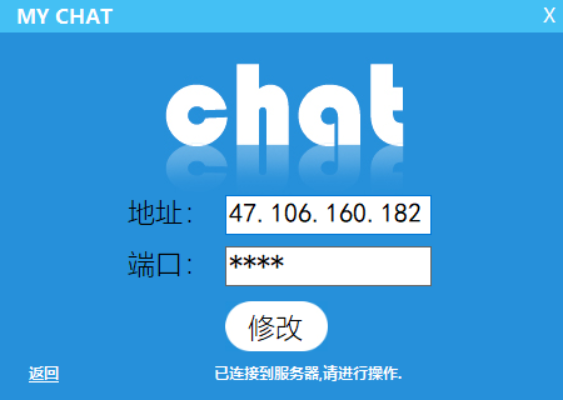 MY CHAT X
chat
地址: 47.106.160.182
端口: ****
修改
返回 已连接到服务器,请进行操作.